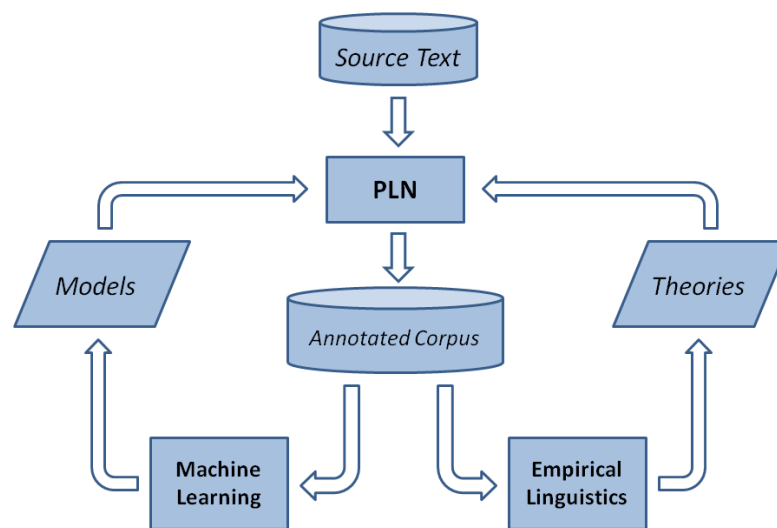 Source Text
PLN
Models
Theories
Annotated Corpus
Machine
Learning
Empirical
Linguistics